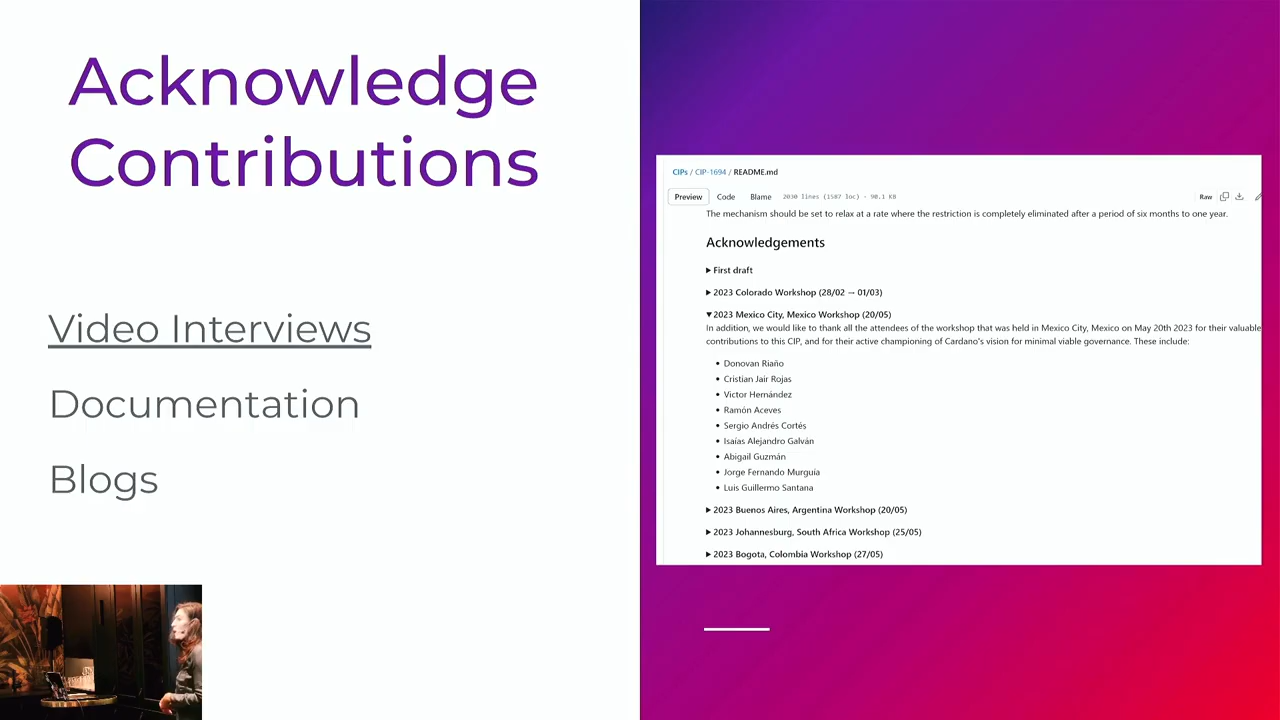 Acknowledge
Contributions
Video Interviews
Documentation
Blogs
CIPs / CIP-1694 / README.md
Preview Code Blame 2030 lines (1587 loc) · 90.1 KB Raw
The mechanism should be set to relax at a rate where the restriction is completely eliminated after a period of six months to one year.
Acknowledgements
First draft
2023 Colorado Workshop (28/02 → 01/03)
2023 Mexico City, Mexico Workshop (20/05)
In addition, we would like to thank all the attendees of the workshop that was held in Mexico City, Mexico on May 20th 2023 for their valuable
contributions to this CIP, and for their active championing of Cardano's vision for minimal viable governance. These include:
Donovan Riaño
Cristian Jair Rojas
Victor Hernández
Ramón Aceves
Sergio Andrés Cortés
Isaías Alejandro Galván
Abigail Guzmán
Jorge Fernando Murguía
Luis Guillermo Santana
2023 Buenos Aires, Argentina Workshop (20/05)
2023 Johannesburg, South Africa Workshop (25/05)
2023 Bogota, Colombia Workshop (27/05)